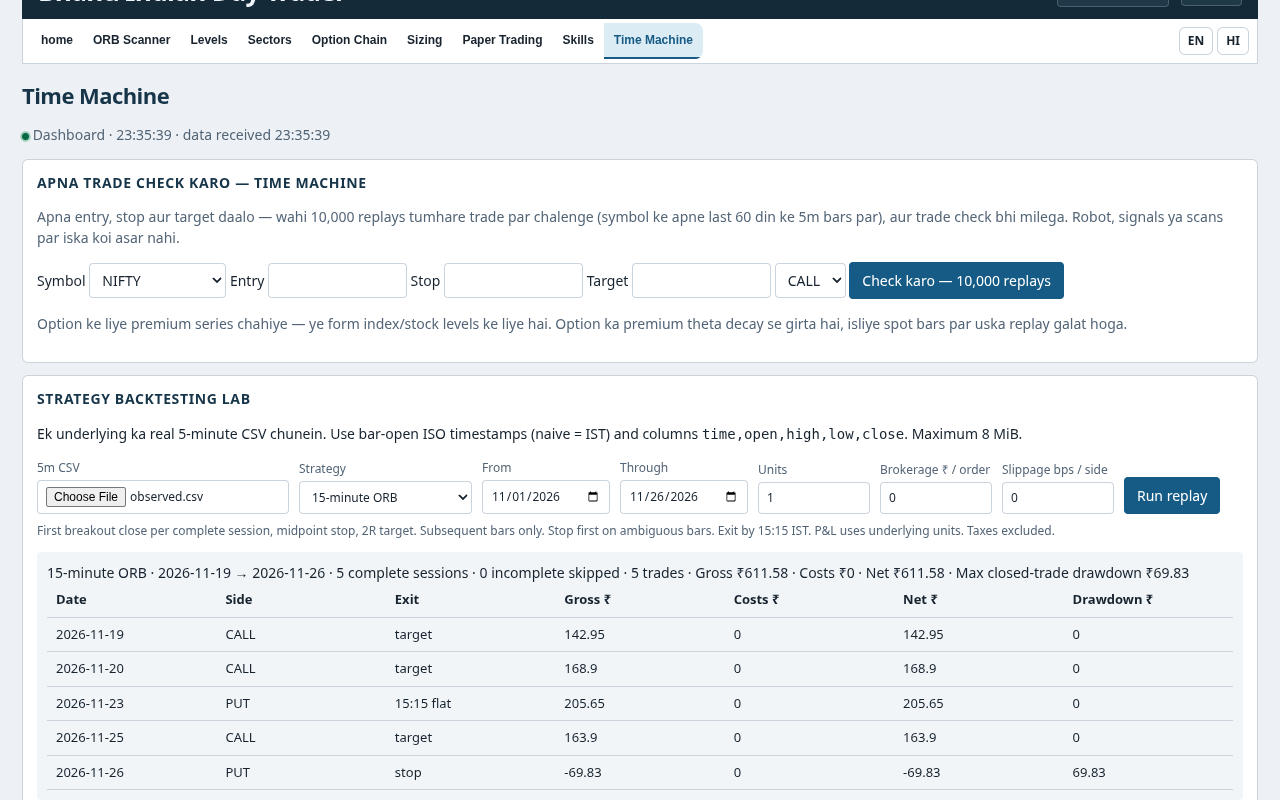 home ORB Scanner Levels Sectors Option Chain Sizing Paper Trading Skills Time Machine EN HI
Time Machine
Dashboard · 23:35:39 · data received 23:35:39
APNA TRADE CHECK KARO — TIME MACHINE
Apna entry, stop aur target daalo — wahi 10,000 replays tumhare trade par chalenge (symbol ke apne last 60 din ke 5m bars par), aur trade check bhi milega. Robot, signals ya scans
par iska koi asar nahi.
Symbol NIFTY Entry Stop Target CALL Check karo — 10,000 replays
Option ke liye premium series chahiye — ye form index/stock levels ke liye hai. Option ka premium theta decay se girta hai, isliye spot bars par uska replay galat hoga.
STRATEGY BACKTESTING LAB
Ek underlying ka real 5-minute CSV chunein. Use bar-open ISO timestamps (naive = IST) and columns time,open,high,low,close. Maximum 8 MiB.
5m CSV Strategy From Through Units Brokerage ₹ / order Slippage bps / side
Choose File observed.csv 15-minute ORB 11/01/2026 11/26/2026 1 0 0 Run replay
First breakout close per complete session, midpoint stop, 2R target. Subsequent bars only. Stop first on ambiguous bars. Exit by 15:15 IST. P&L uses underlying units. Taxes excluded.
15-minute ORB · 2026-11-19 → 2026-11-26 · 5 complete sessions · 0 incomplete skipped · 5 trades · Gross ₹611.58 · Costs ₹0 · Net ₹611.58 · Max closed-trade drawdown ₹69.83
Date Side Exit Gross ₹ Costs ₹ Net ₹ Drawdown ₹
2026-11-19 CALL target 142.95 0 142.95 0
2026-11-20 CALL target 168.9 0 168.9 0
2026-11-23 PUT 15:15 flat 205.65 0 205.65 0
2026-11-25 CALL target 163.9 0 163.9 0
2026-11-26 PUT stop -69.83 0 -69.83 69.83